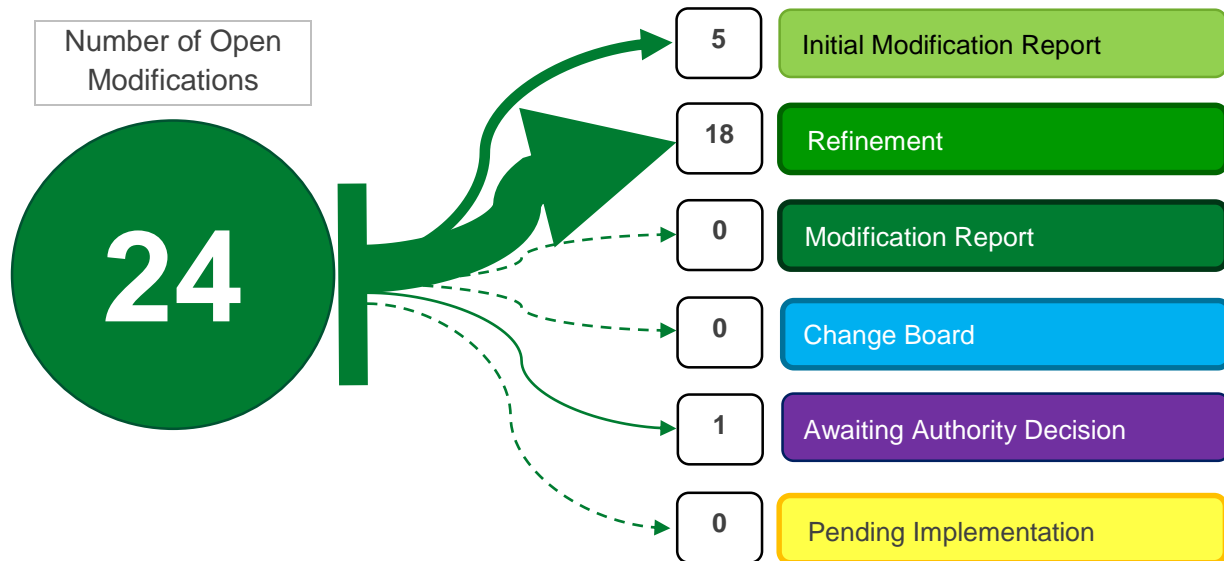 Number of Open
Modifications
24
5
Initial Modification Report
18
Refinement
0
Modification Report
0
Change Board
1
Awaiting Authority Decision
0
Pending Implementation